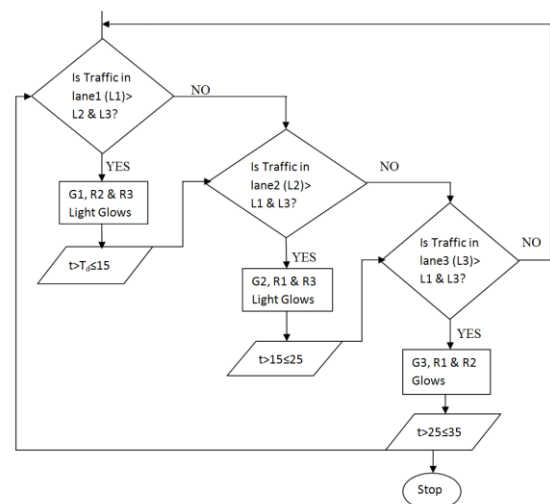 Is Traffic in
lane1 (L1)>
L2 & L3?
NO
YES
G1, R2 & R3
Light Glows
t>Td≤15
Is Traffic in
lane2 (L2)>
L1 & L3?
NO
YES
G2, R1 & R3
Light Glows
t>15≤25
Is Traffic in
lane3 (L3)>
L1 & L3?
NO
YES
G3, R1 & R2
Glows
t>25≤35
Stop